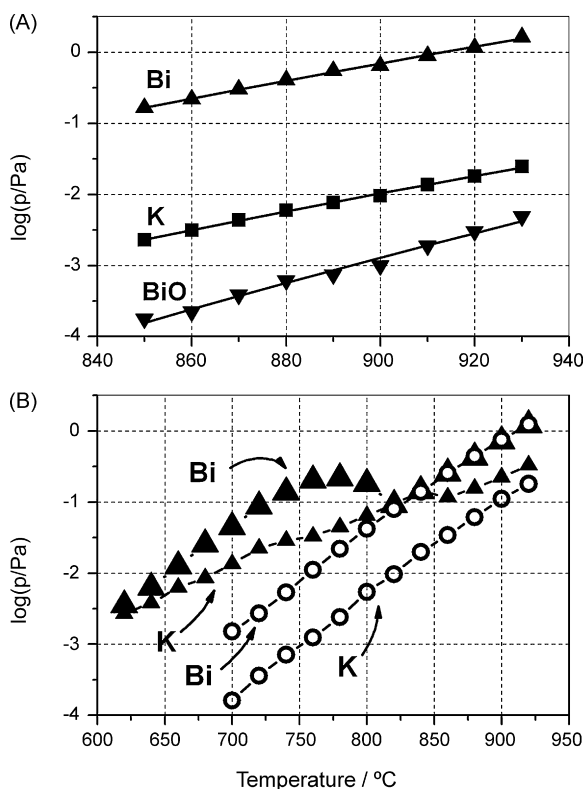 (A)
0
Bi
-1
log(p/Pa)
-2
K
-3
BiO
-4
840 860 880 900 920 940
(B)
0
Bi
-1
log(p/Pa)
-2
K
Bi
K
-3
-4
600 650 700 750 800 850 900 950
Temperature / ºC